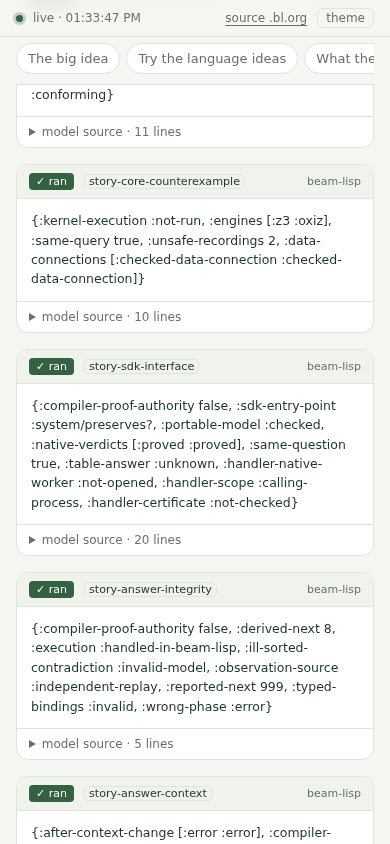 live · 01:33:47 PM
source .bl.org
theme
The big idea
Try the language ideas
What the
:conforming}
▶ model source · 11 lines
✓ ran story-core-counterexample beam-lisp
{:kernel-execution :not-run, :engines [:z3 :oxiz],
:same-query true, :unsafe-recordings 2, :data-
connections [:checked-data-connection :checked-
data-connection]}
▶ model source · 10 lines
✓ ran story-sdk-interface beam-lisp
{:compiler-proof-authority false, :sdk-entry-point
:system/preserves?, :portable-model :checked,
:native-verdicts [:proved :proved], :same-question
true, :table-answer :unknown, :handler-native-
worker :not-opened, :handler-scope :calling-
process, :handler-certificate :not-checked}
▶ model source · 20 lines
✓ ran story-answer-integrity beam-lisp
{:compiler-proof-authority false, :derived-next 8,
:execution :handled-in-beam-lisp, :ill-sorted-
contradiction :invalid-model, :observation-source
:independent-replay, :reported-next 999, :typed-
bindings :invalid, :wrong-phase :error}
▶ model source · 5 lines
✓ ran story-answer-context beam-lisp
{:after-context-change [:error :error], :compiler-